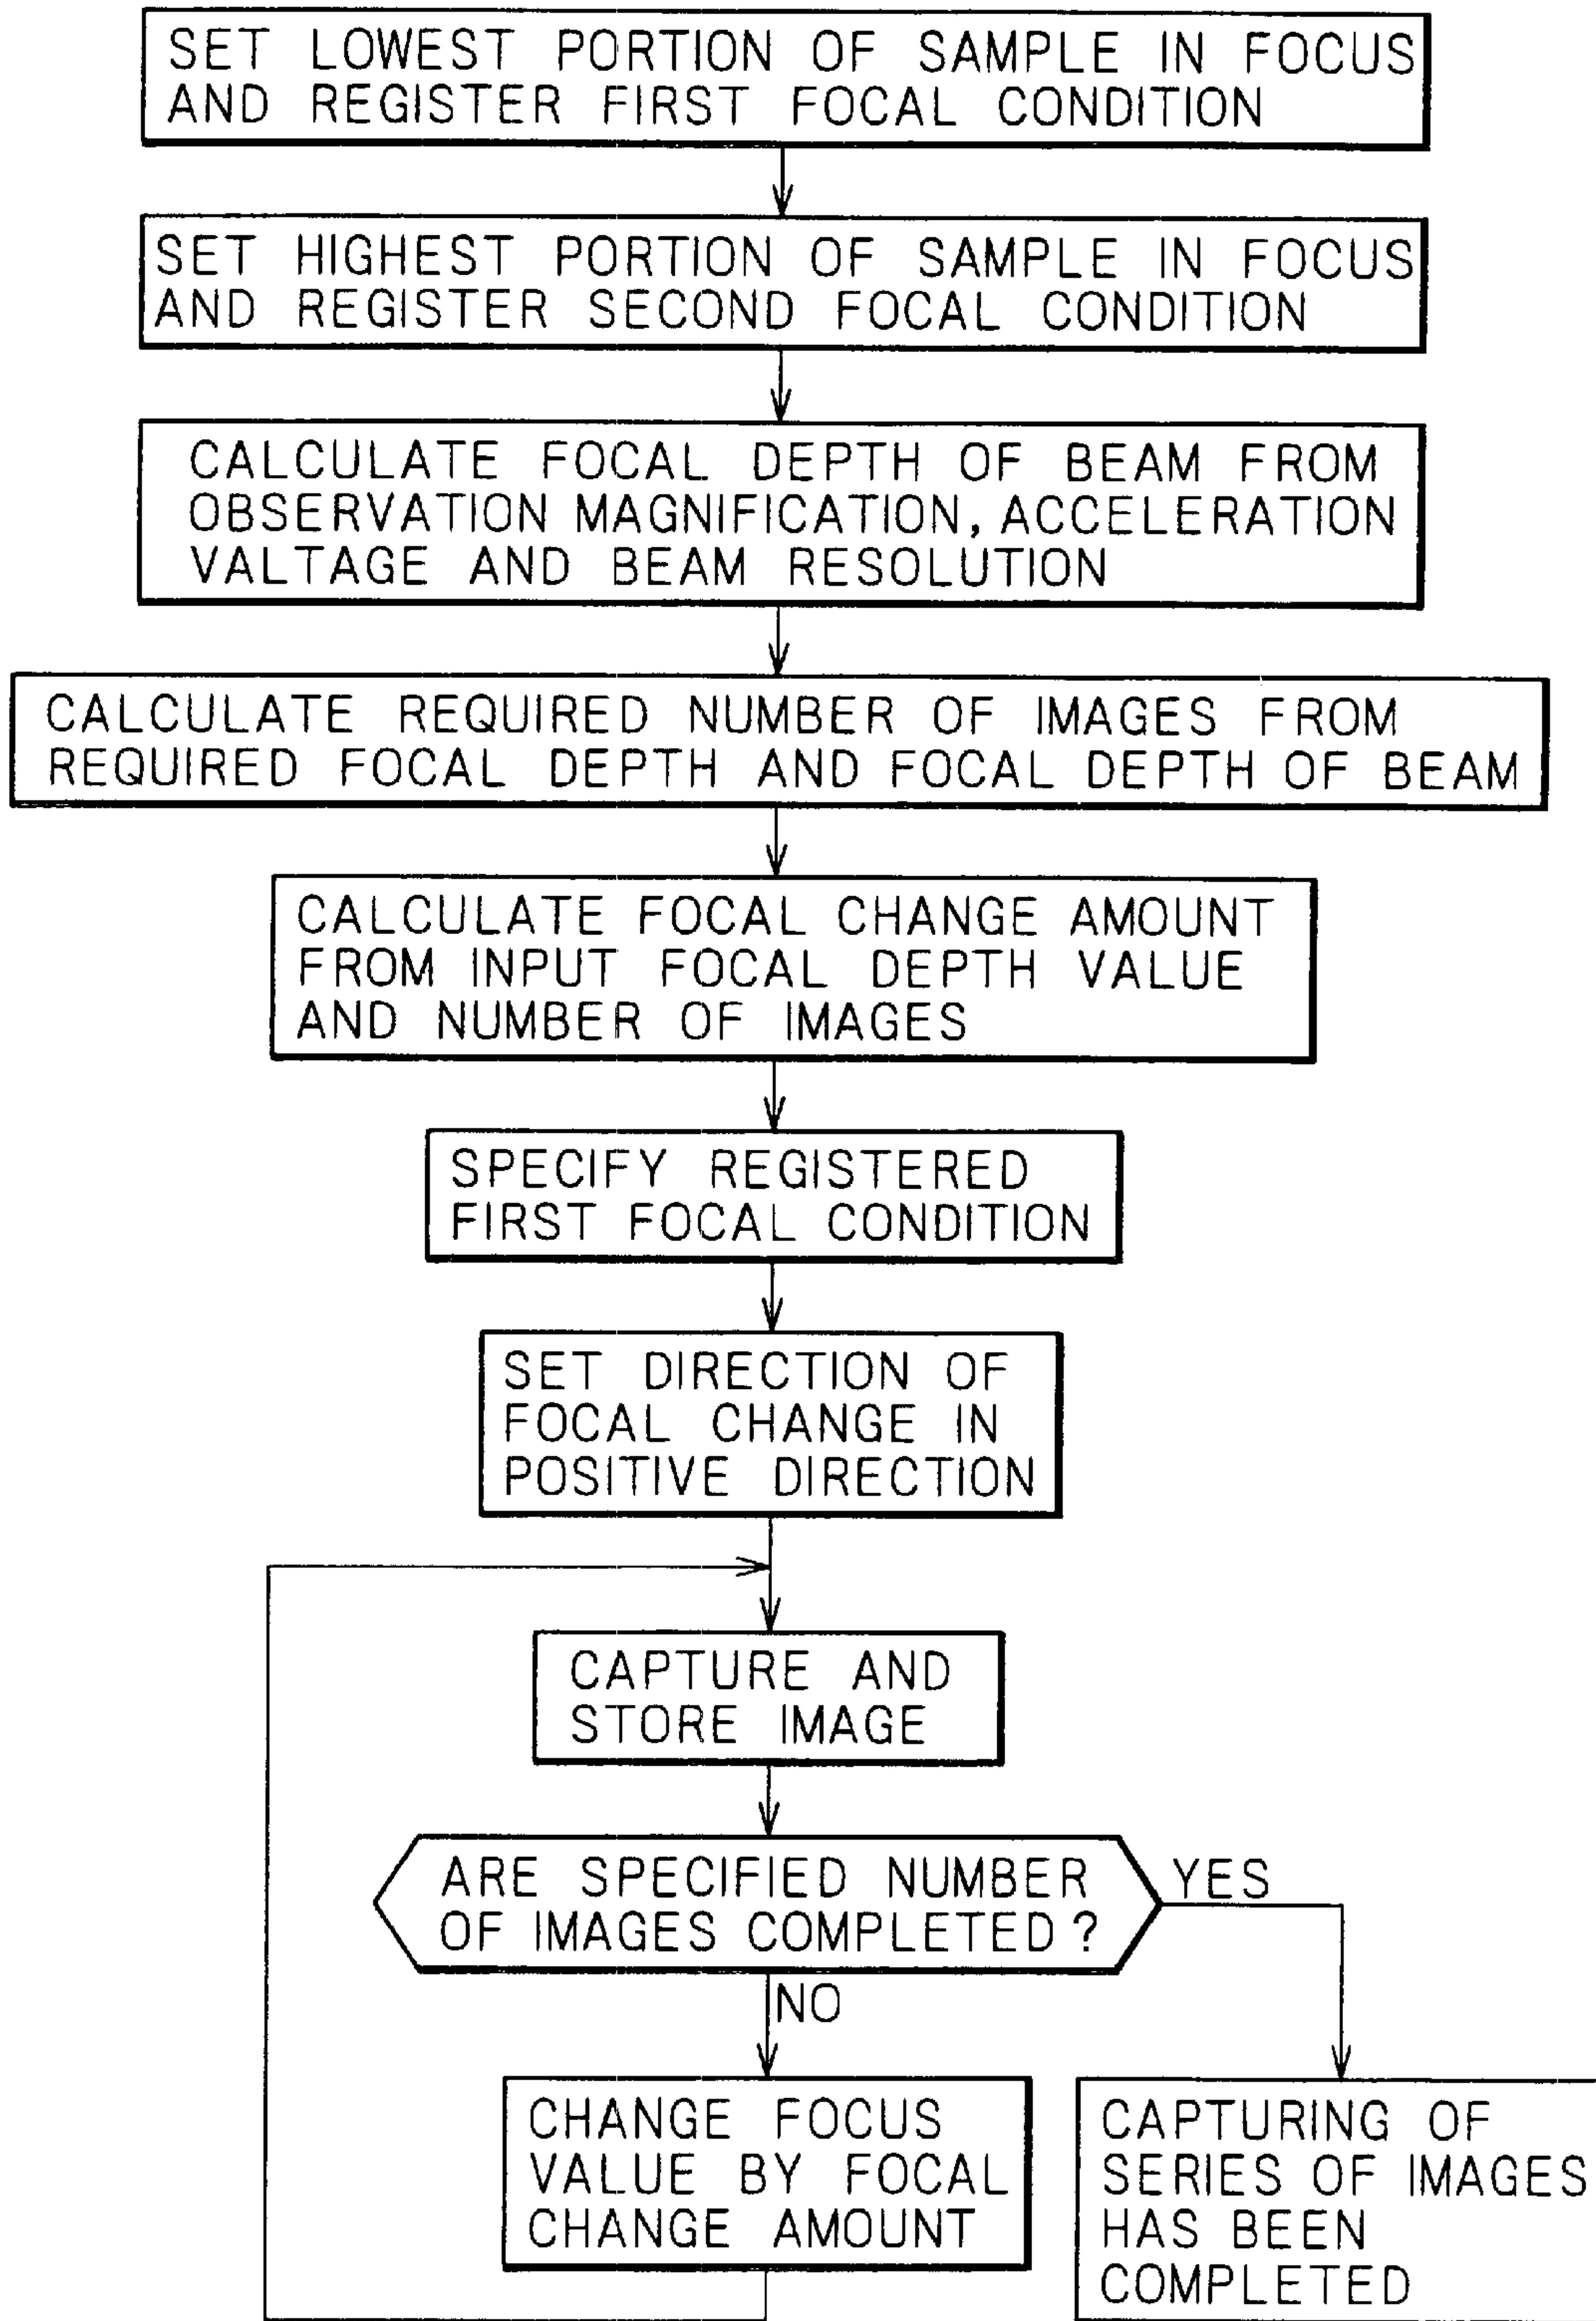 SET LOWEST PORTION OF SAMPLE IN FOCUS
AND REGISTER FIRST FOCAL CONDITION
SET HIGHEST PORTION OF SAMPLE IN FOCUS
AND REGISTER SECOND FOCAL CONDITION
CALCULATE FOCAL DEPTH OF BEAM FROM
OBSERVATION MAGNIFICATION, ACCELERATION
VALTAGE AND BEAM RESOLUTION
CALCULATE REQUIRED NUMBER OF IMAGES FROM
REQUIRED FOCAL DEPTH AND FOCAL DEPTH OF BEAM
CALCULATE FOCAL CHANGE AMOUNT
FROM INPUT FOCAL DEPTH VALUE
AND NUMBER OF IMAGES
SPECIFY REGISTERED
FIRST FOCAL CONDITION
SET DIRECTION OF
FOCAL CHANGE IN
POSITIVE DIRECTION
CAPTURE AND
STORE IMAGE
ARE SPECIFIED NUMBER
OF IMAGES COMPLETED?
YES
NO
CHANGE FOCUS
VALUE BY FOCAL
CHANGE AMOUNT
CAPTURING OF
SERIES OF IMAGES
HAS BEEN
COMPLETED